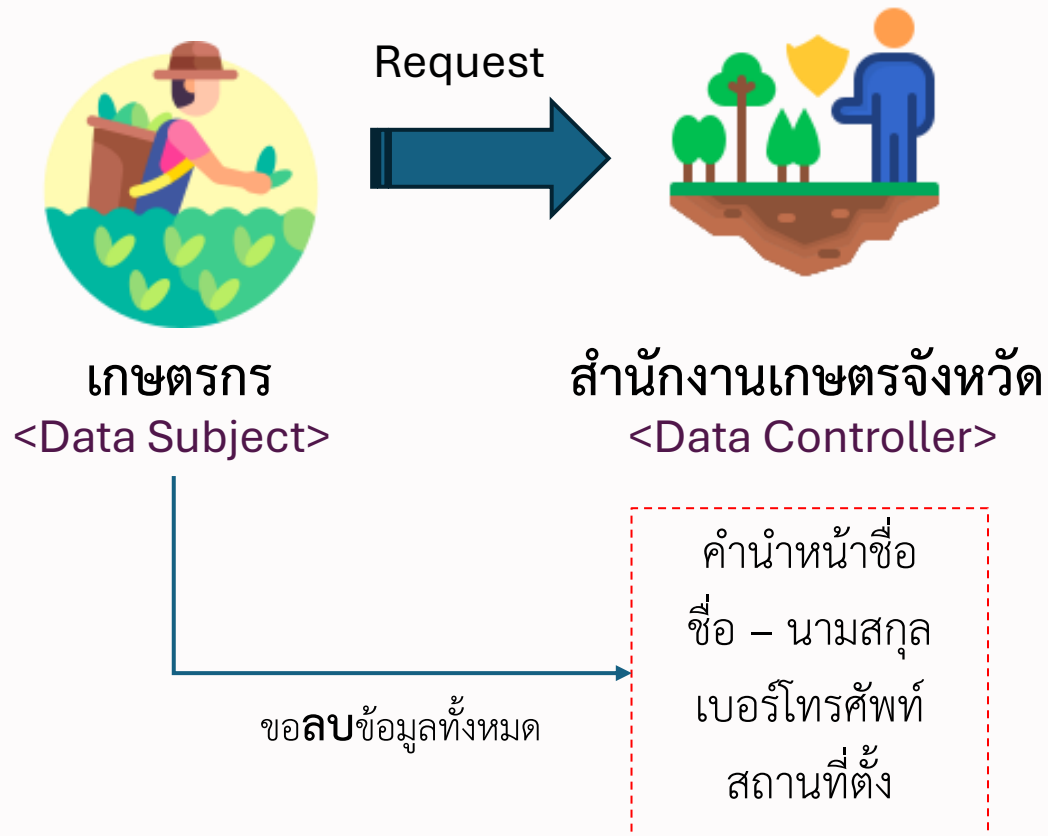 Request
เกษตรกร
<Data Subject>
สำนักงานเกษตรจังหวัด
<Data Controller>
คำนำหน้าชื่อ
ชื่อ – นามสกุล
เบอร์โทรศัพท์
สถานที่ตั้ง
ขอลบข้อมูลทั้งหมด